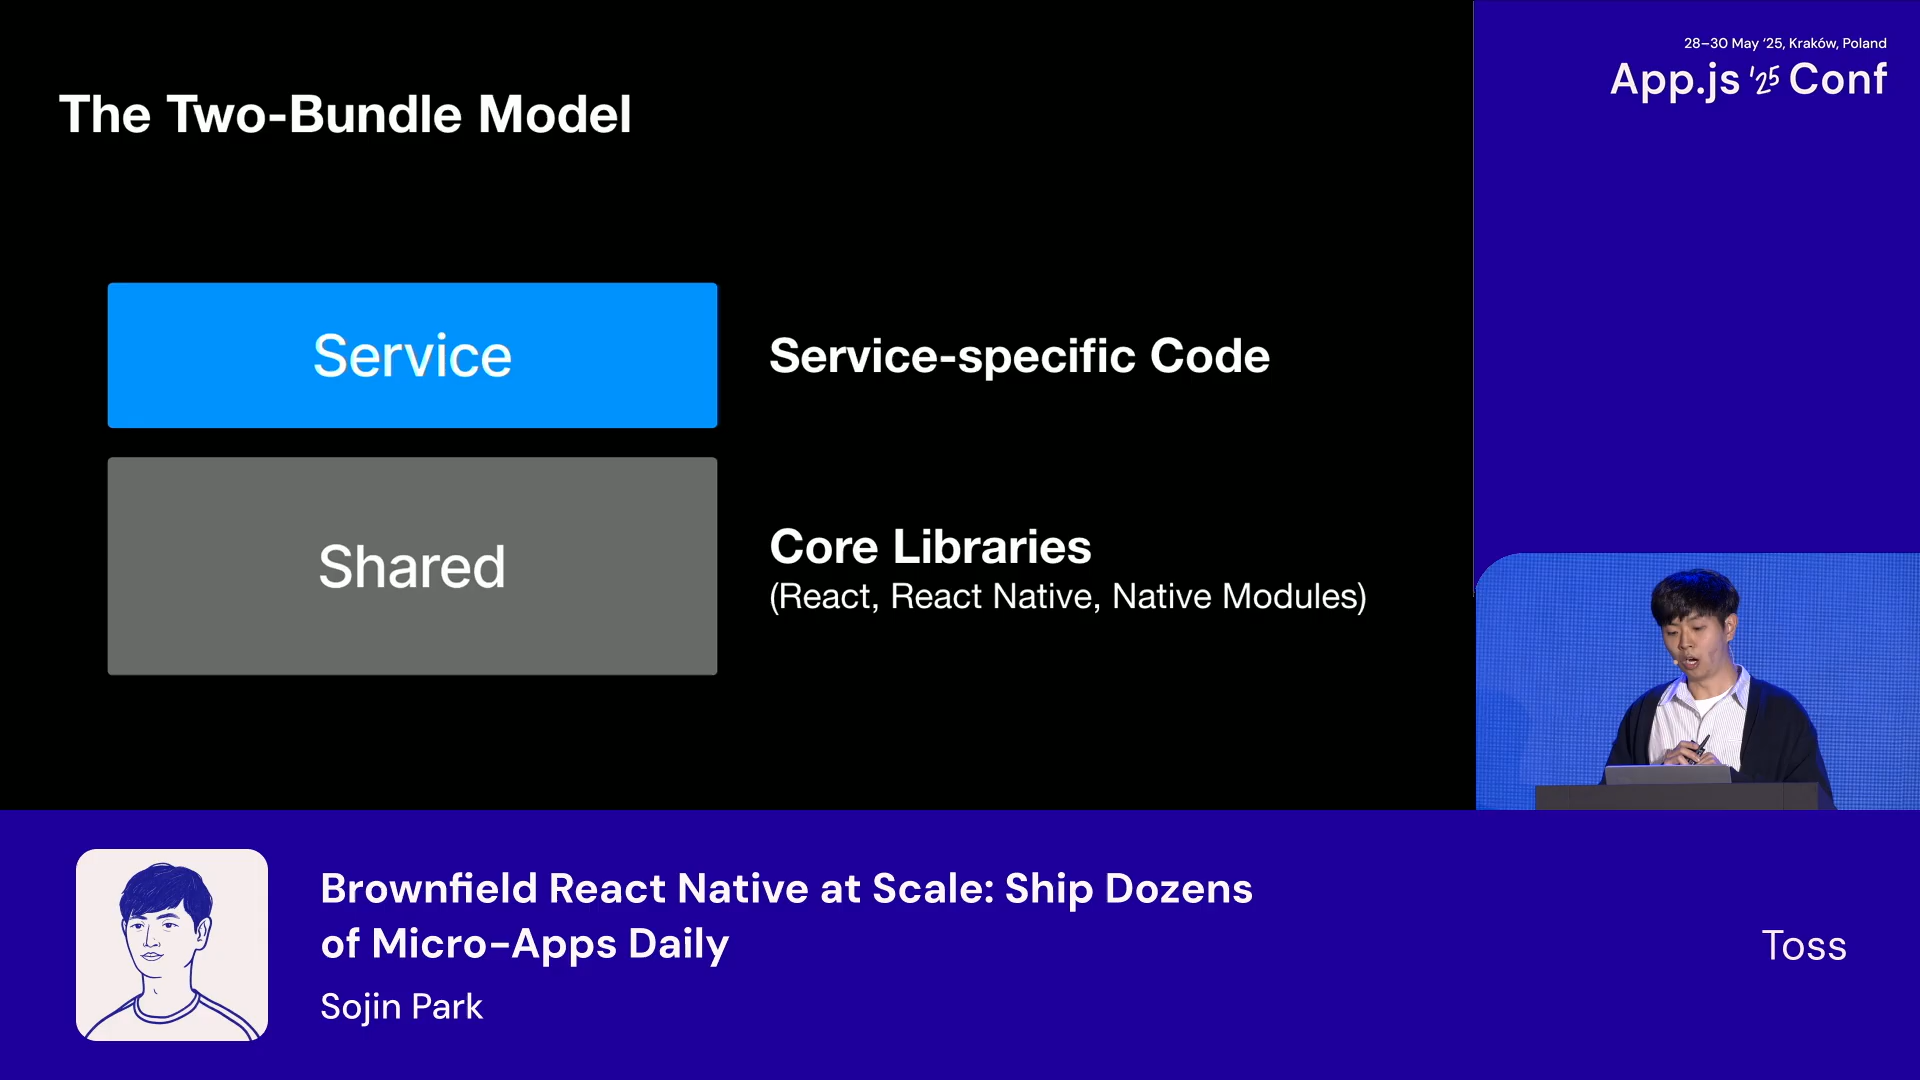 The Two-Bundle Model
Service
Service-specific Code
Shared
Core Libraries
(React, React Native, Native Modules)
28–30 May ‘25, Kraków, Poland
App.js '25 Conf
Brownfield React Native at Scale: Ship Dozens
of Micro-Apps Daily
Sojin Park
Toss